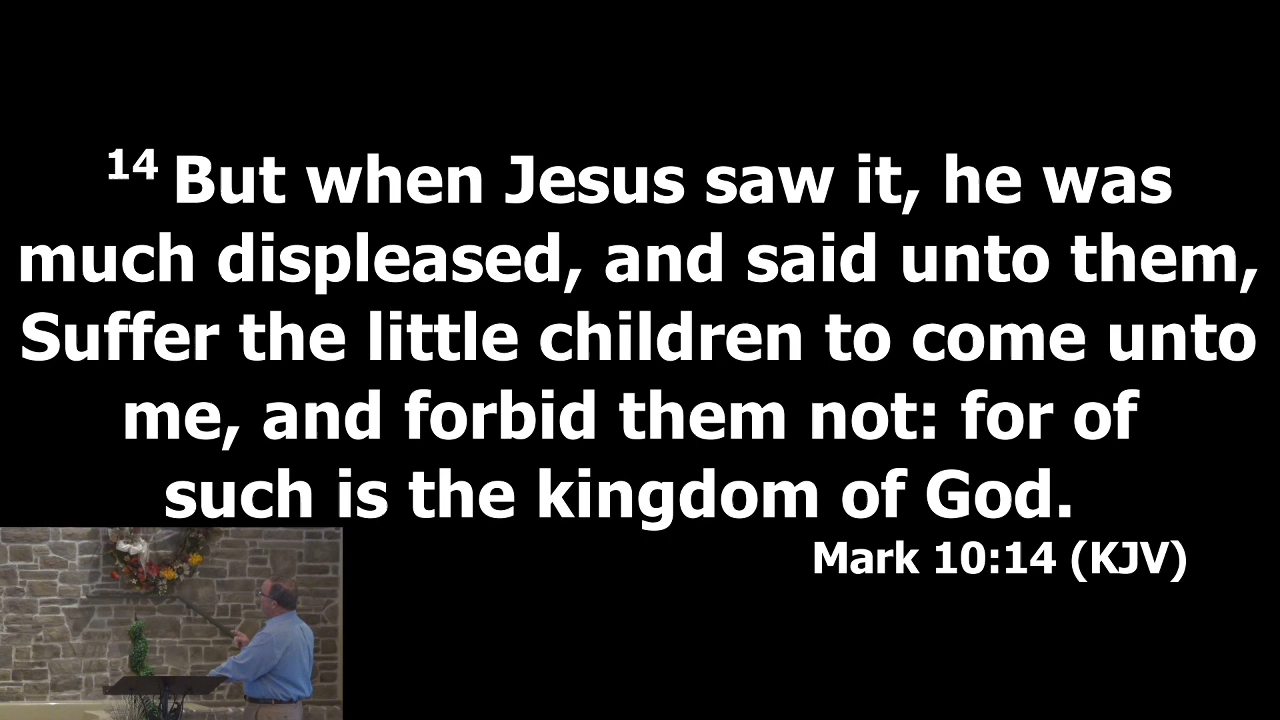 14 But when Jesus saw it, he was
much displeased, and said unto them,
Suffer the little children to come unto
me, and forbid them not: for of
such is the kingdom of God.
Mark 10:14 (KJV)